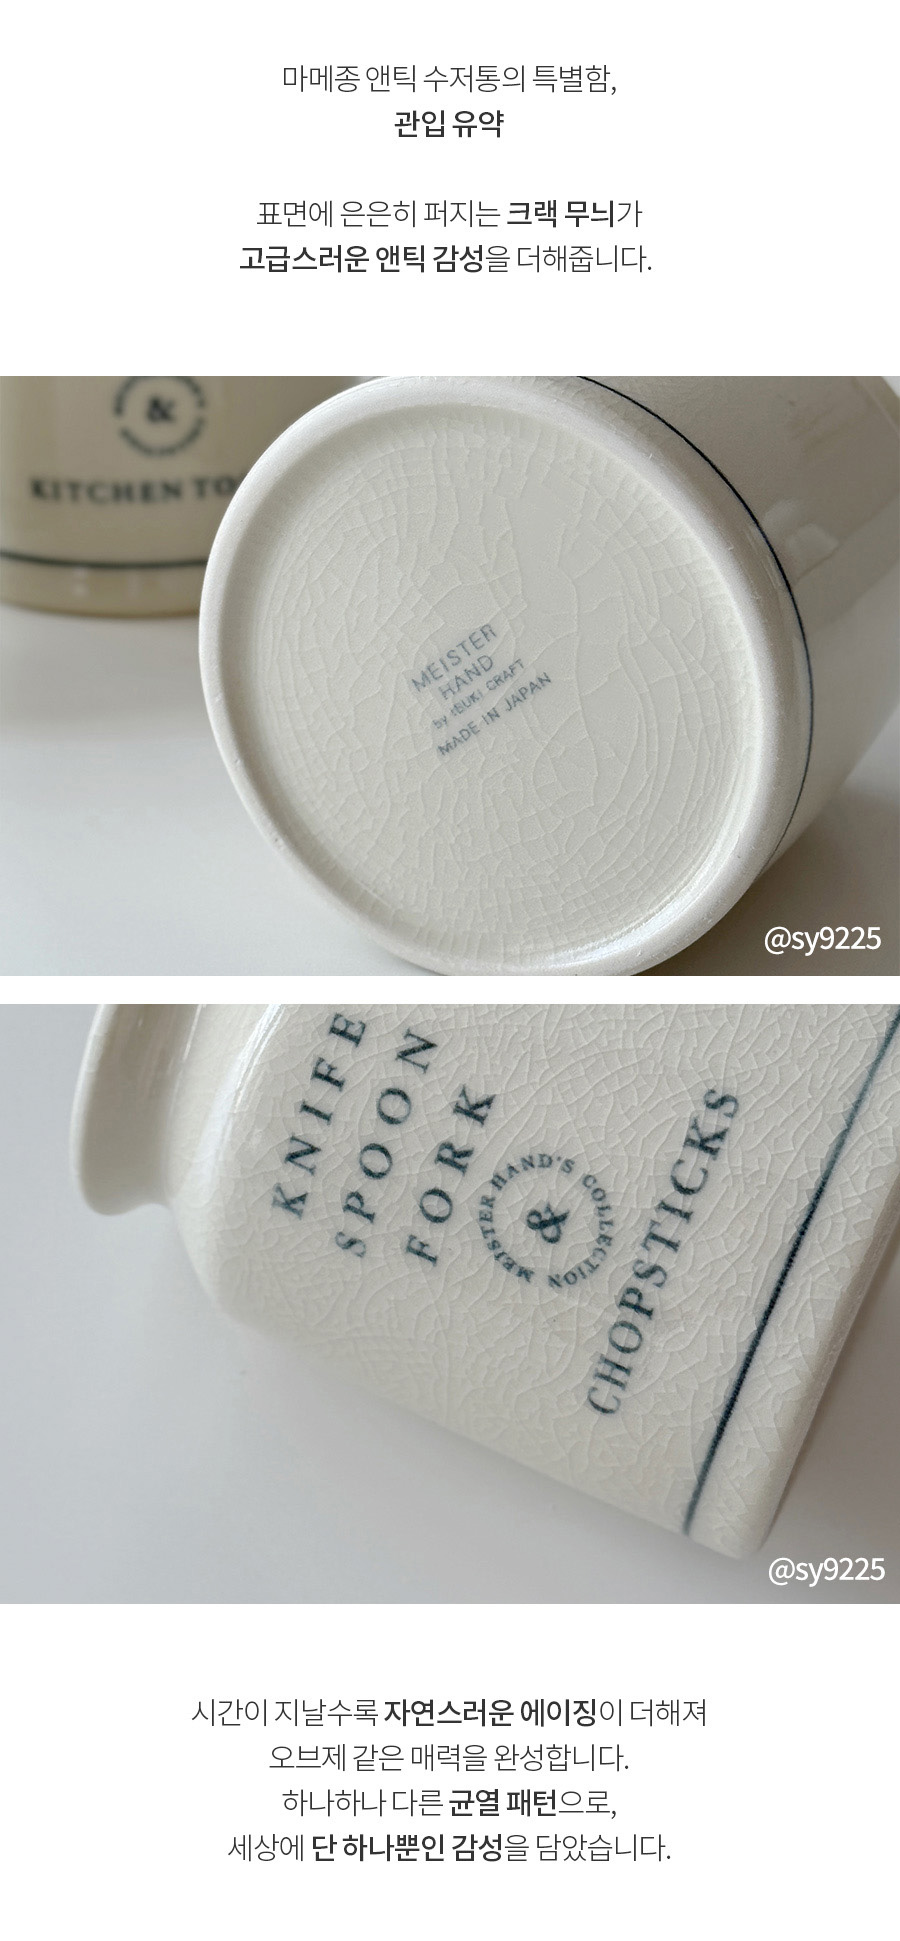 마메종 앤틱 수저통의 특별함,
관입 유약
표면에 은은히 퍼지는 크랙 무늬가
고급스러운 앤틱 감성을 더해줍니다.
&
KITCHEN TO
MEISTER
HAND
by IBUKI CRAFT
MADE IN JAPAN
@sy9225
KNIFE
SPOON
FORK
MEISTER HAND'S COLLECTION
&
CHOPSTICKS
@sy9225
시간이 지날수록 자연스러운 에이징이 더해져
오브제 같은 매력을 완성합니다.
하나하나 다른 균열 패턴으로,
세상에 단 하나뿐인 감성을 담았습니다.